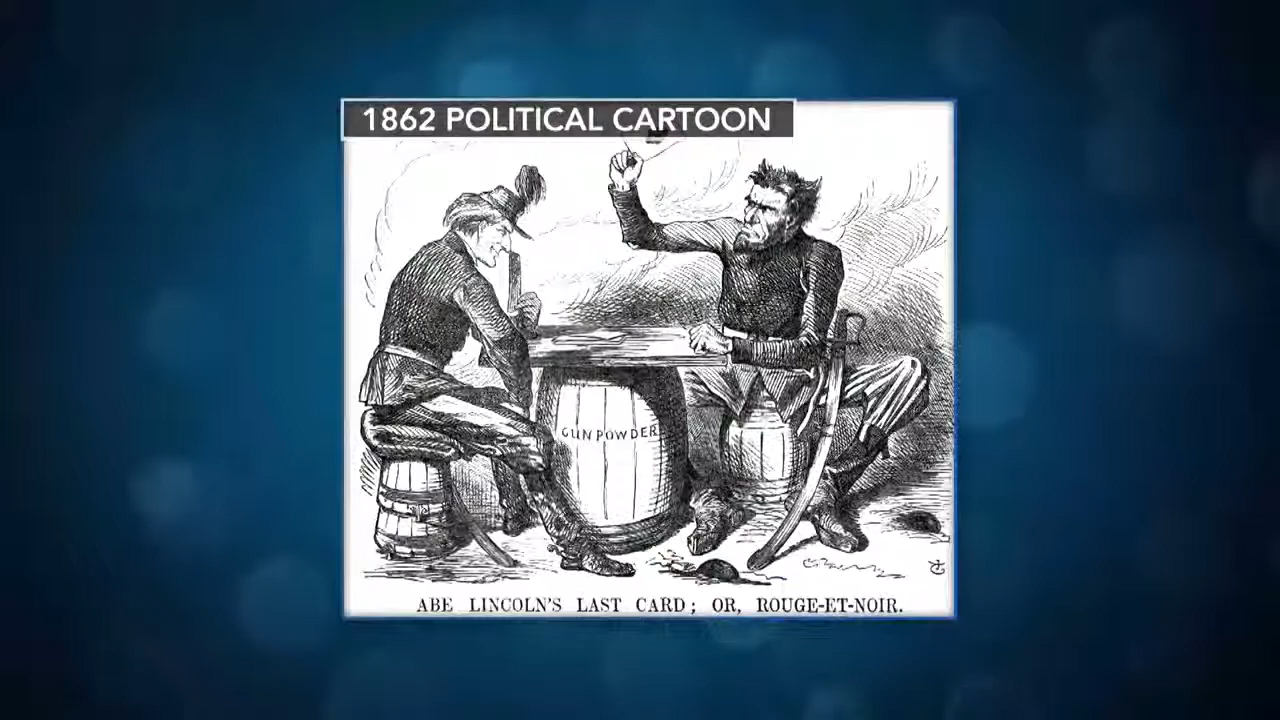 1862 POLITICAL CARTOON
GUNPOWDER
ABE LINCOLN'S LAST CARD; OR, ROUGE-ET-NOIR.